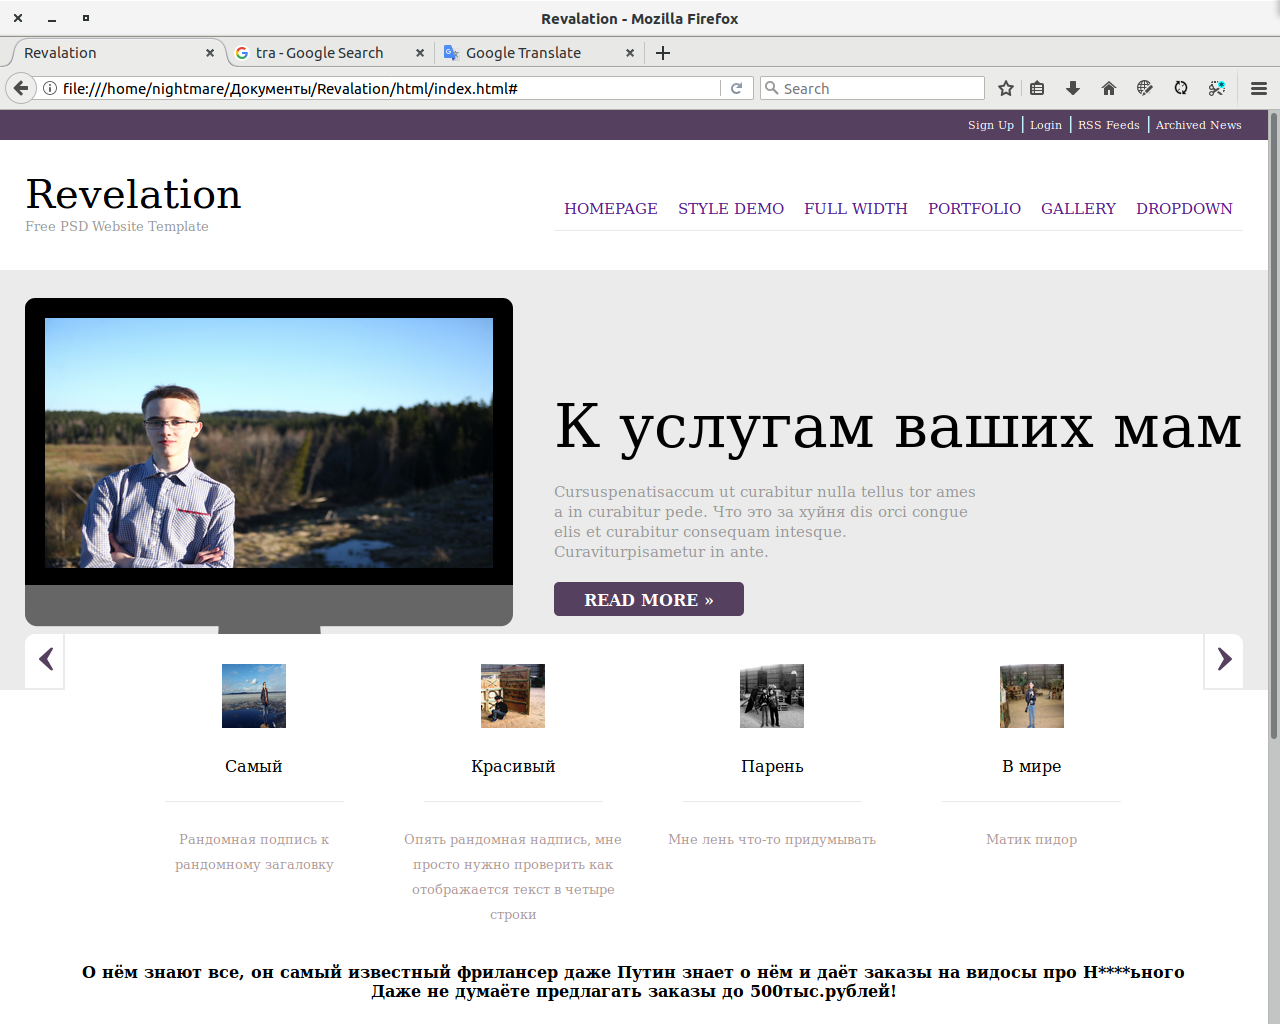 Revalation - Mozilla Firefox
Revalation
tra - Google Search
Google Translate
file:///home/nightmare/Документы/Revalation/html/index.html#
Search
Sign Up
Login
RSS Feeds
Archived News
Revelation
Free PSD Website Template
HOMEPAGE
STYLE DEMO
FULL WIDTH
PORTFOLIO
GALLERY
DROPDOWN
К услугам ваших мам
Cursuspenatisaccum ut curabitur nulla tellus tor ames
a in curabitur pede. Что это за хуйня dis orci congue
elis et curabitur consequam intesque.
Curaviturpisametur in ante.
READ MORE »
Самый
Красивый
Парень
В мире
Рандомная подпись к
рандомному загаловку
Опять рандомная надпись, мне
просто нужно проверить как
отображается текст в четыре
строки
Мне лень что-то придумывать
Матик пидор
О нём знают все, он самый известный фрилансер даже Путин знает о нём и даёт заказы на видосы про Н****ьного
Даже не думаёте предлагать заказы до 500тыс.рублей!